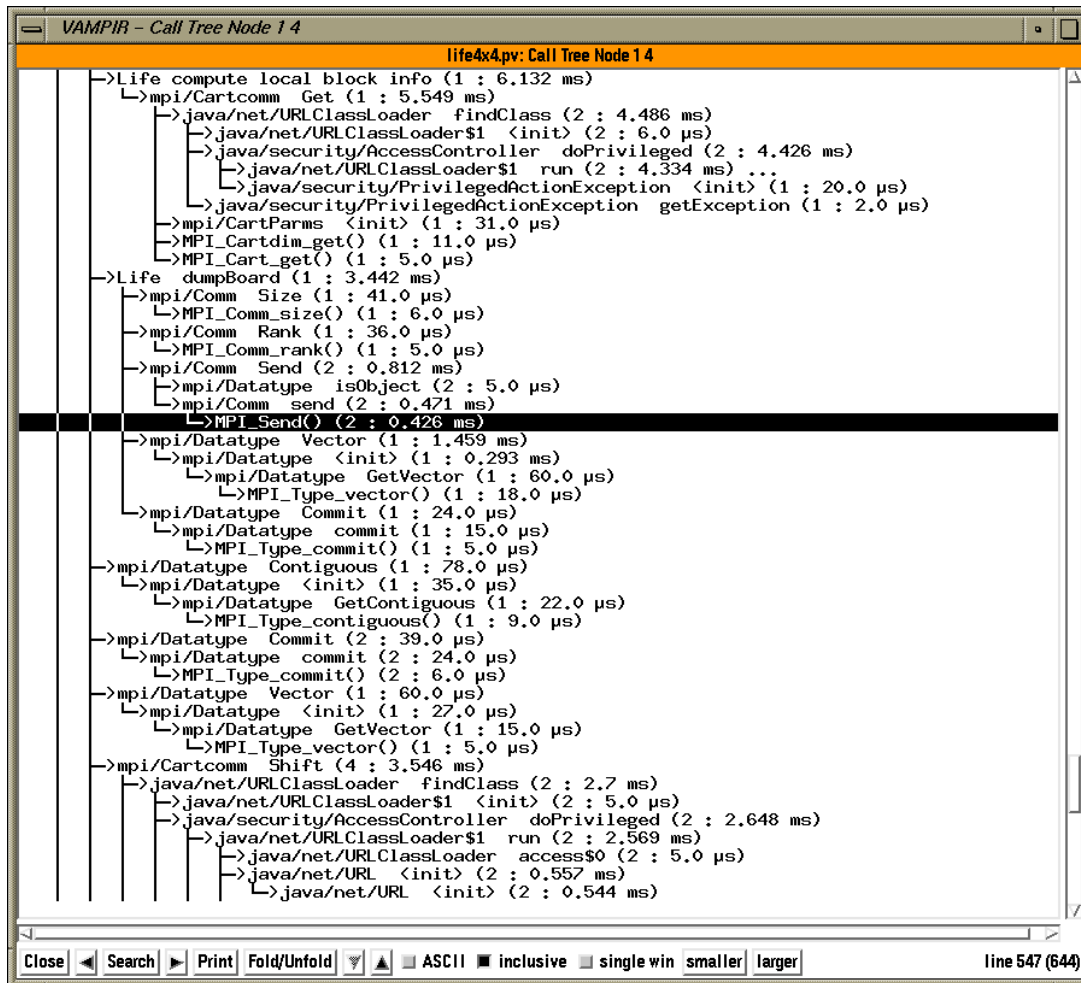 VAMPIR - Call Tree Node 1 4
life4x4.pv: Call Tree Node 1 4
Life compute local block info (1 : 6.132 ms)
mpi/Cartcomm Get (1 : 5.549 ms)
java/net/URLClassLoader findClass (2 : 4.486 ms)
java/net/URLClassLoader$1 <init> (2 : 6.0 µs)
java/security/AccessController doPrivileged (2 : 4.426 ms)
java/net/URLClassLoader$1 run (2 : 4.334 ms) ...
java/security/PrivilegedActionException <init> (1 : 20.0 µs)
java/security/PrivilegedActionException getException (1 : 2.0 µs)
mpi/CartParms <init> (1 : 31.0 µs)
MPI_Cartdim_get() (1 : 11.0 µs)
MPI_Cart_get() (1 : 5.0 µs)
Life dumpBoard (1 : 3.442 ms)
mpi/Comm Size (1 : 41.0 µs)
MPI_Comm_size() (1 : 6.0 µs)
mpi/Comm Rank (1 : 36.0 µs)
MPI_Comm_rank() (1 : 5.0 µs)
mpi/Comm Send (2 : 0.812 ms)
mpi/Datatype isObject (2 : 5.0 µs)
mpi/Comm send (2 : 0.471 ms)
MPI_Send() (2 : 0.426 ms)
mpi/Datatype Vector (1 : 1.459 ms)
mpi/Datatype <init> (1 : 0.293 ms)
mpi/Datatype GetVector (1 : 60.0 µs)
MPI_Type_vector() (1 : 18.0 µs)
mpi/Datatype Commit (1 : 24.0 µs)
mpi/Datatype commit (1 : 15.0 µs)
MPI_Type_commit() (1 : 5.0 µs)
mpi/Datatype Contiguous (1 : 78.0 µs)
mpi/Datatype <init> (1 : 35.0 µs)
mpi/Datatype GetContiguous (1 : 22.0 µs)
MPI_Type_contiguous() (1 : 9.0 µs)
mpi/Datatype Commit (2 : 39.0 µs)
mpi/Datatype commit (2 : 24.0 µs)
MPI_Type_commit() (2 : 6.0 µs)
mpi/Datatype Vector (1 : 60.0 µs)
mpi/Datatype <init> (1 : 27.0 µs)
mpi/Datatype GetVector (1 : 15.0 µs)
MPI_Type_vector() (1 : 5.0 µs)
mpi/Cartcomm Shift (4 : 3.546 ms)
java/net/URLClassLoader findClass (2 : 2.7 ms)
java/net/URLClassLoader$1 <init> (2 : 5.0 µs)
java/security/AccessController doPrivileged (2 : 2.648 ms)
java/net/URLClassLoader$1 run (2 : 2.569 ms)
java/net/URLClassLoader access$0 (2 : 5.0 µs)
java/net/URL <init> (2 : 0.557 ms)
java/net/URL <init> (2 : 0.544 ms)
Close Search Print Fold/Unfold ASCII inclusive single win smaller larger line 547 (644)